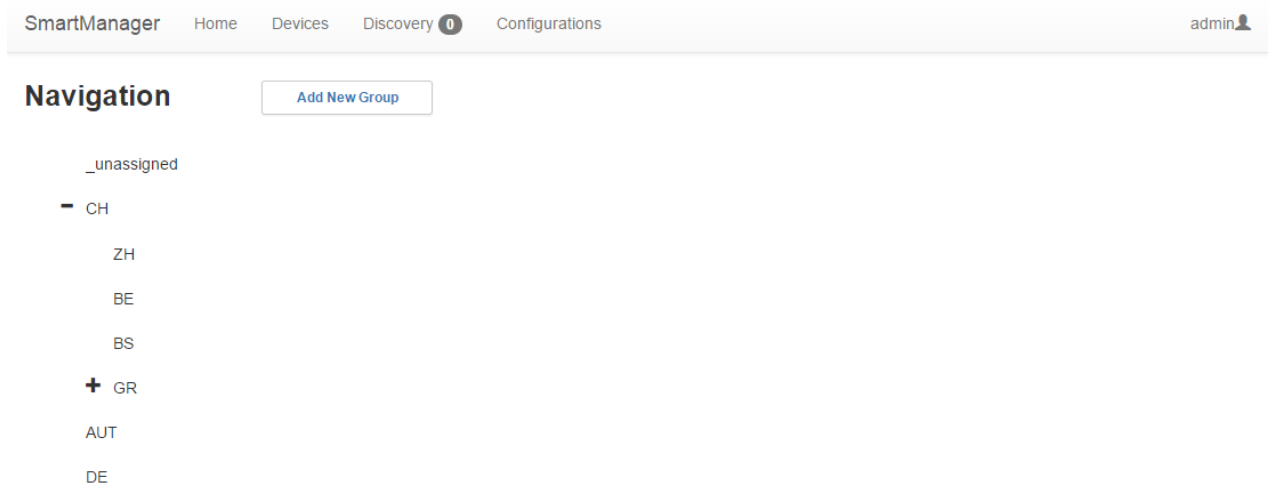 SmartManager Home Devices Discovery 0 Configurations admin
Navigation Add New Group
_unassigned
CH
ZH
BE
BS
GR
AUT
DE